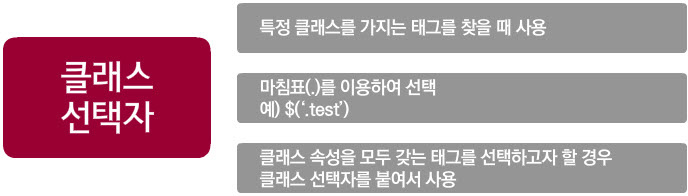 클래스
선택자
특정 클래스를 가지는 태그를 찾을 때 사용
마침표(.)를 이용하여 선택
예) $(‘.test’)
클래스 속성을 모두 갖는 태그를 선택하고자 할 경우
클래스 선택자를 붙여서 사용